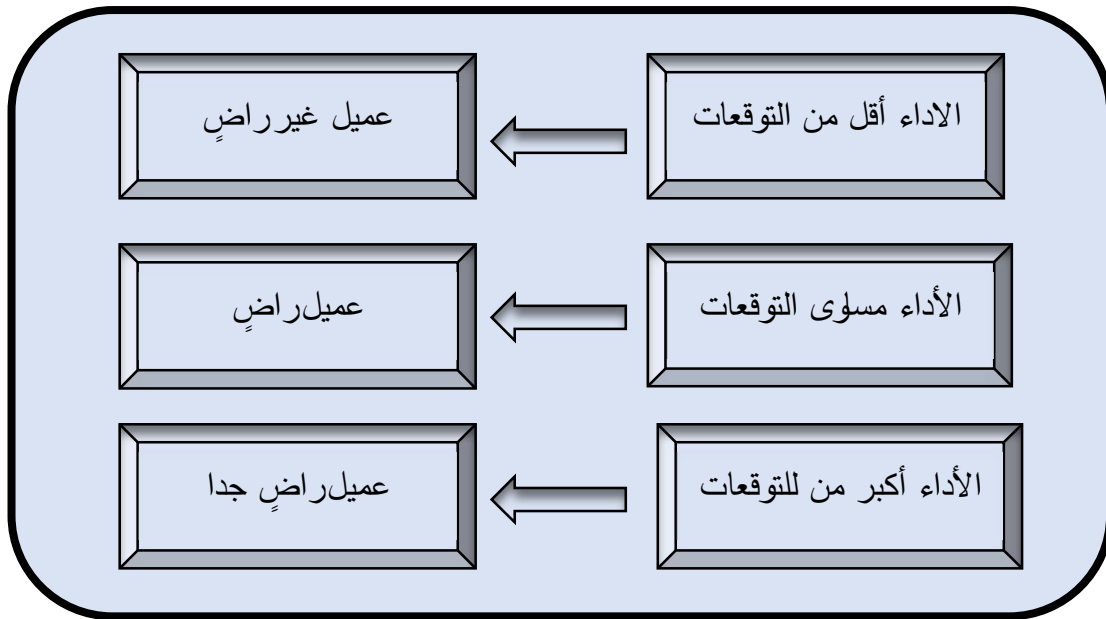 الاداء أقل من التوقعات
عميل غير راضٍ
الأداء مساوى التوقعات
عميل راضٍ
الأداء أكبر من للتوقعات
عميل راضٍ جدا